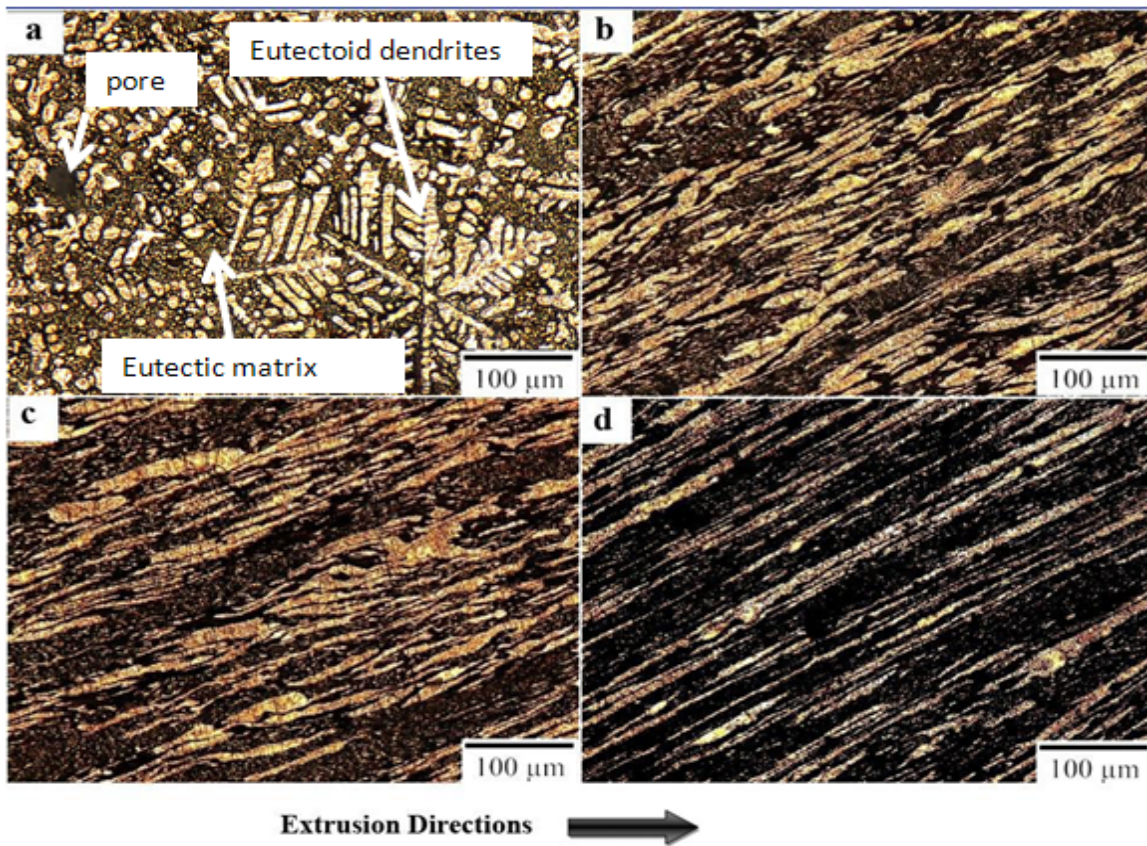 a
Eutectoid dendrites
pore
Eutectic matrix
100 μm
b
100 μm
c
100 μm
d
100 μm
Extrusion Directions